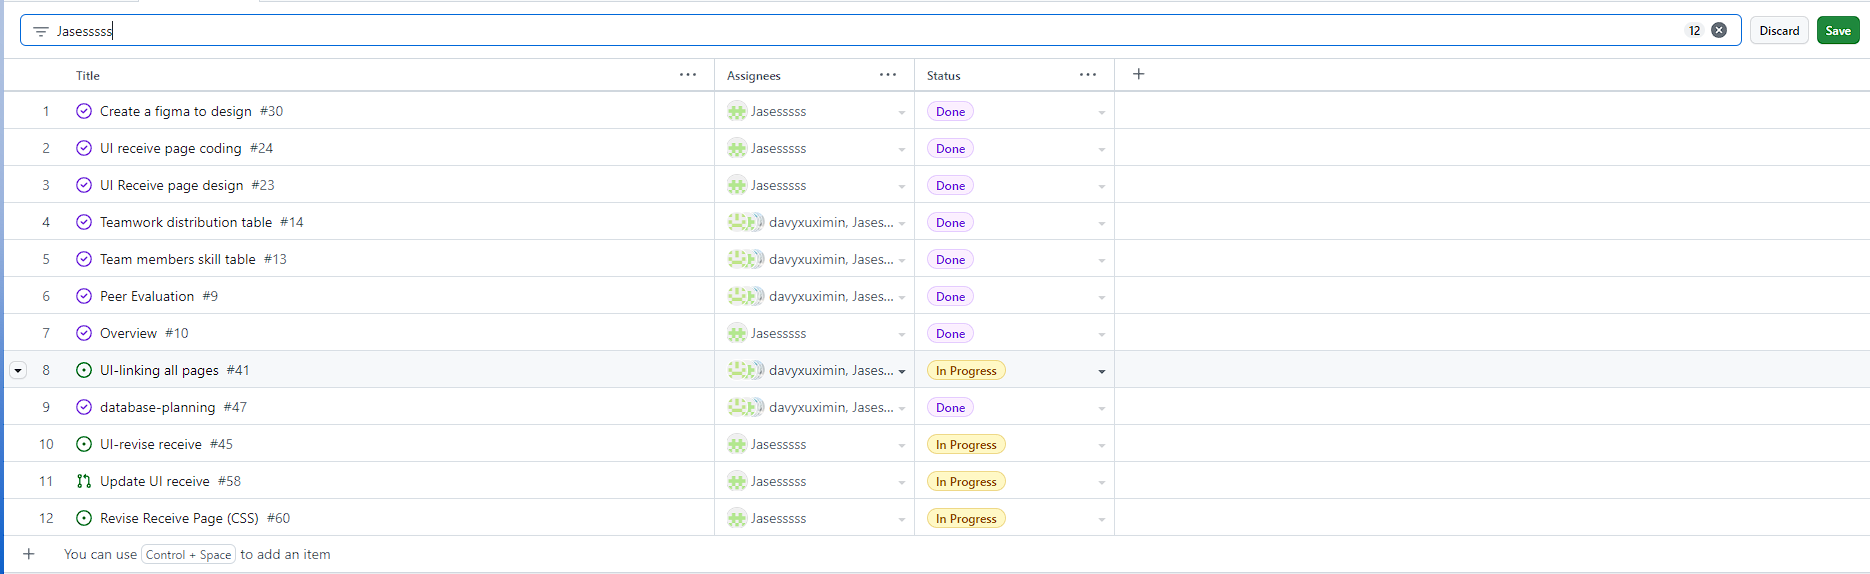 Jasesssss 12 Discard Save
Title Assignees Status
1 Create a figma to design #30 Jasesssss Done
2 UI receive page coding #24 Jasesssss Done
3 UI Receive page design #23 Jasesssss Done
4 Teamwork distribution table #14 davyxuximin, Jases... Done
5 Team members skill table #13 davyxuximin, Jases... Done
6 Peer Evaluation #9 davyxuximin, Jases... Done
7 Overview #10 Jasesssss Done
8 UI-linking all pages #41 davyxuximin, Jases... In Progress
9 database-planning #47 davyxuximin, Jases... Done
10 UI-revise receive #45 Jasesssss In Progress
11 Update UI receive #58 Jasesssss In Progress
12 Revise Receive Page (CSS) #60 Jasesssss In Progress
You can use Control + Space to add an item